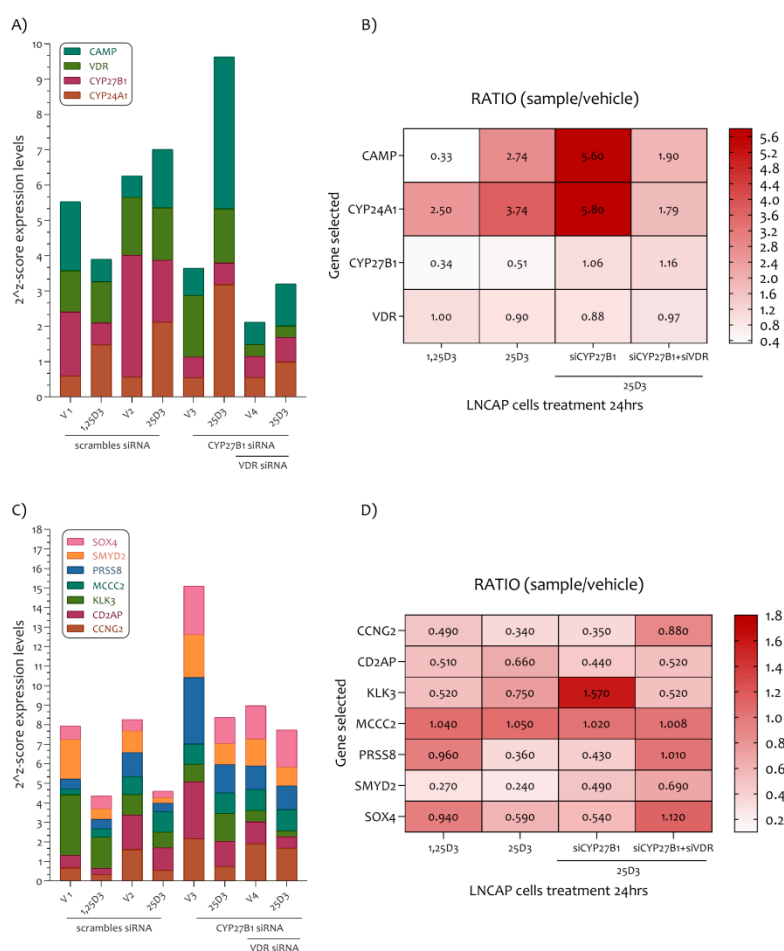 A)
10
9
8
7
6
5
4
3
2
1
0
2^z-score expression levels
CAMP
VDR
CYP27B1
CYP24A1
V 1
1,25D3
V2
25D3
V3
25D3
V4
25D3
scrambles siRNA
CYP27B1 siRNA
VDR siRNA
B)
RATIO (sample/vehicle)
Gene selected
CAMP 0.33 2.74 5.60 1.90
CYP24A1 2.50 3.74 5.80 1.79
CYP27B1 0.34 0.51 1.06 1.16
VDR 1.00 0.90 0.88 0.97
1,25D3 25D3 siCYP27B1 siCYP27B1+siVDR
25D3
LNCAP cells treatment 24hrs
5.6
5.2
4.8
4.4
4.0
3.6
3.2
2.8
2.4
2.0
1.6
1.2
0.8
0.4
C)
18
17
16
15
14
13
12
11
10
9
8
7
6
5
4
3
2
1
0
2^z-score expression levels
SOX4
SMYD2
PRSS8
MCCC2
KLK3
CD2AP
CCNG2
V 1
1,25D3
V2
25D3
V3
25D3
V4
25D3
scrambles siRNA
CYP27B1 siRNA
VDR siRNA
D)
RATIO (sample/vehicle)
Gene selected
CCNG2 0.490 0.340 0.350 0.880
CD2AP 0.510 0.660 0.440 0.520
KLK3 0.520 0.750 1.570 0.520
MCCC2 1.040 1.050 1.020 1.008
PRSS8 0.960 0.360 0.430 1.010
SMYD2 0.270 0.240 0.490 0.690
SOX4 0.940 0.590 0.540 1.120
1,25D3 25D3 siCYP27B1 siCYP27B1+siVDR
25D3
LNCAP cells treatment 24hrs
1.8
1.6
1.4
1.2
1.0
0.8
0.6
0.4
0.2